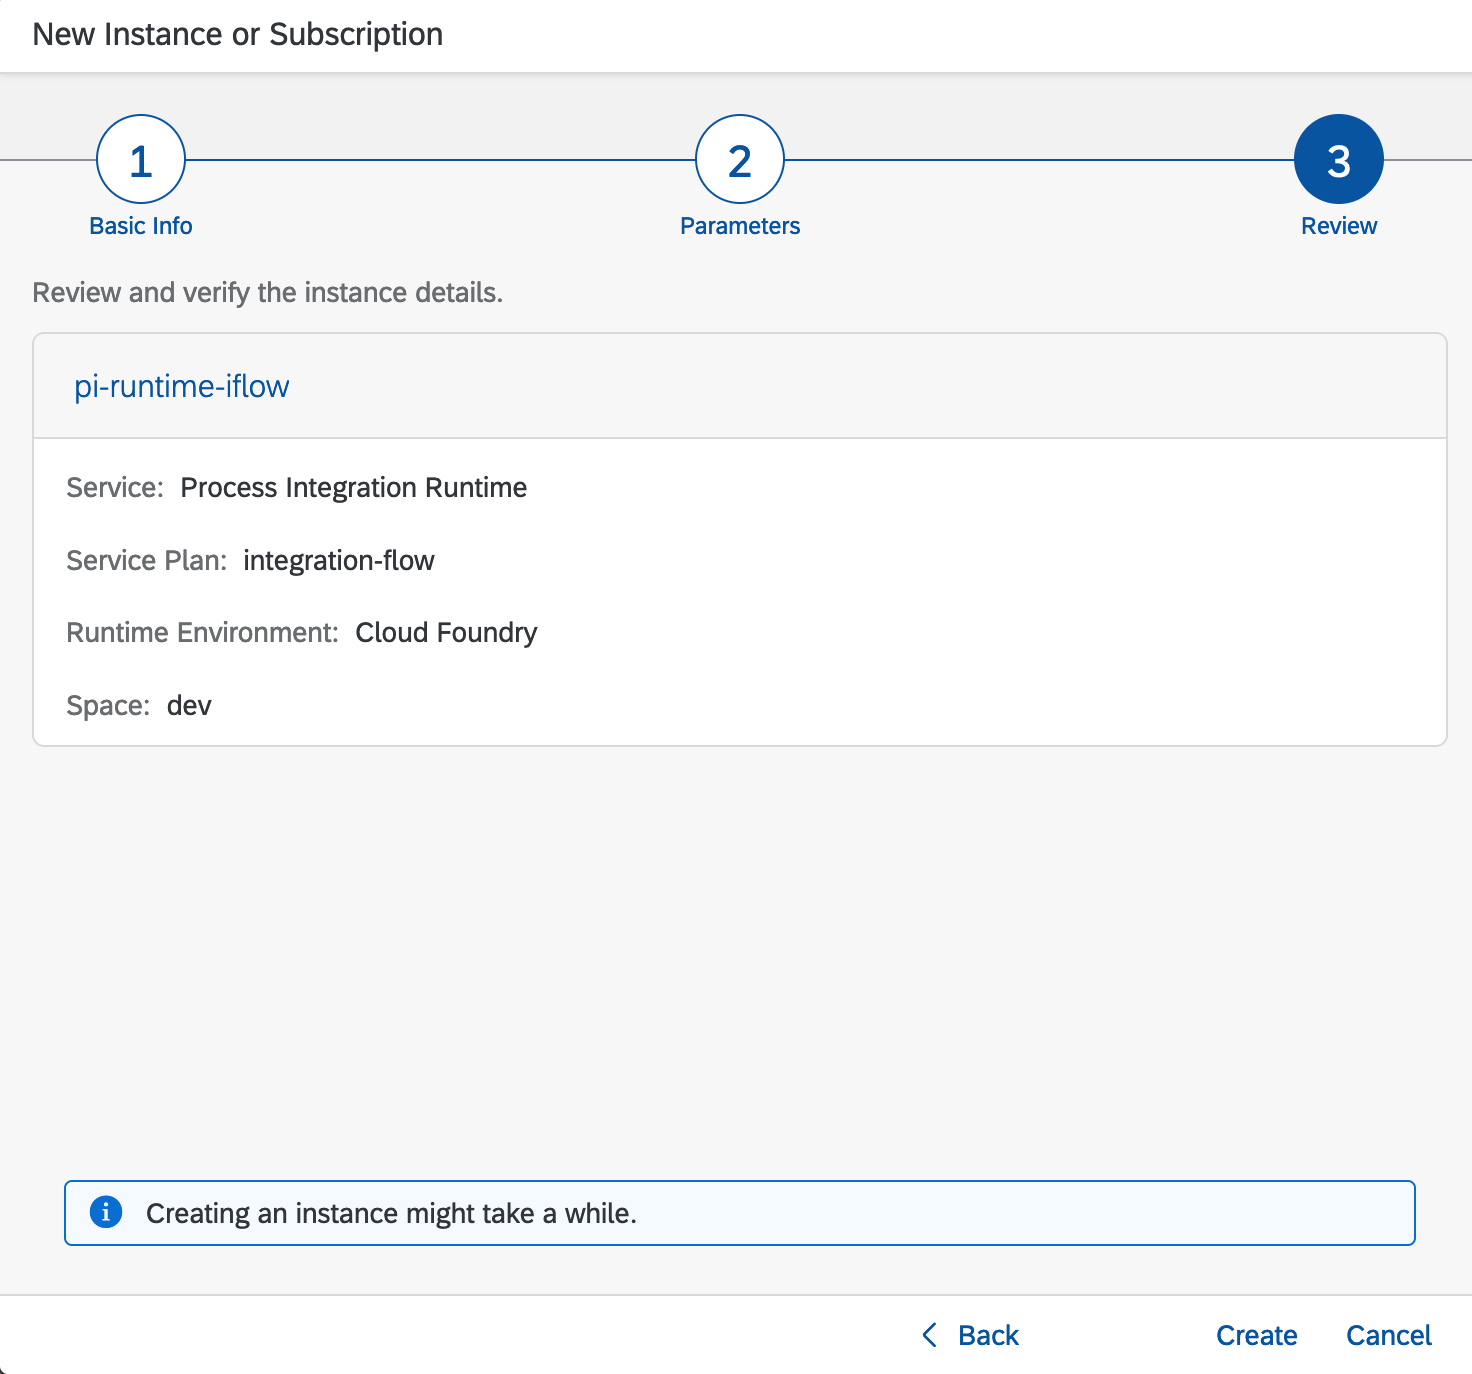 New Instance or Subscription
1
2
3
Basic Info
Parameters
Review
Review and verify the instance details.
pi-runtime-iflow
Service: Process Integration Runtime
Service Plan: integration-flow
Runtime Environment: Cloud Foundry
Space: dev
Creating an instance might take a while.
Back Create Cancel